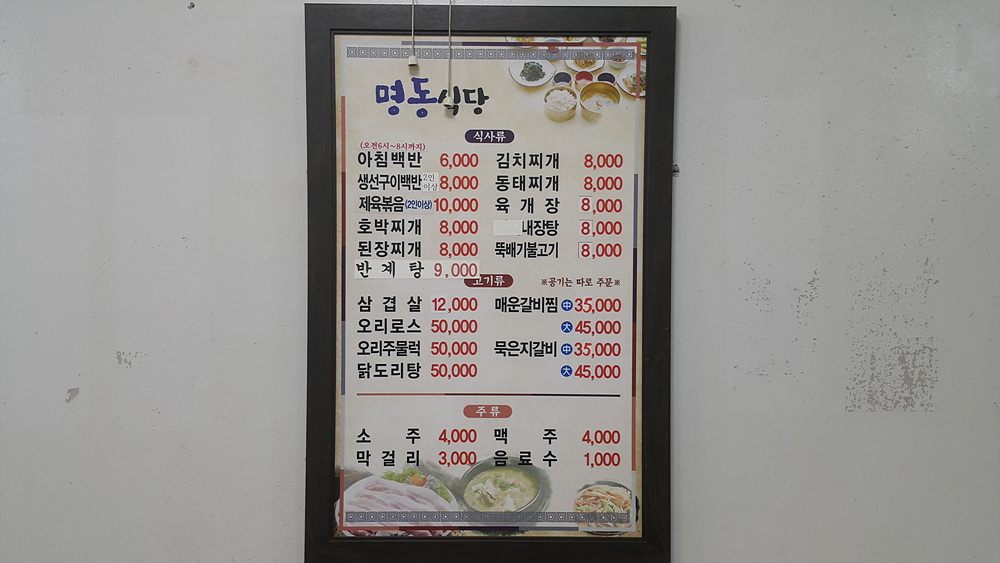 명동식당
식사류
(오전6시~8시까지)
아침백반 6,000
생선구이백반 2인이상 8,000
제육볶음(2인이상) 10,000
호박찌개 8,000
된장찌개 8,000
반계탕 9,000
김치찌개 8,000
동태찌개 8,000
육개장 8,000
내장탕 8,000
뚝배기불고기 8,000
고기류
※공기는 따로 주문※
삼겹살 12,000
오리로스 50,000
오리주물럭 50,000
닭도리탕 50,000
매운갈비찜 中 35,000
大 45,000
묵은지갈비 中 35,000
大 45,000
주류
소주 4,000
막걸리 3,000
맥주 4,000
음료수 1,000